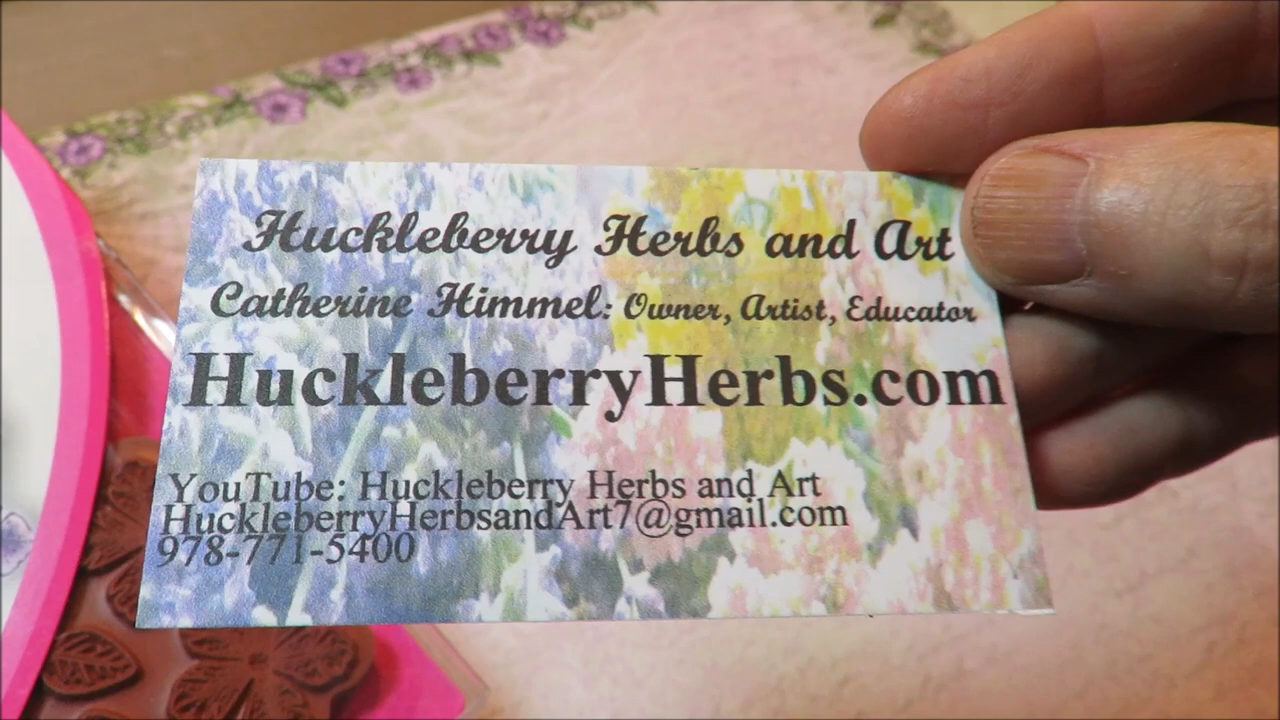 Huckleberry Herbs and Art
Catherine Himmel: Owner, Artist, Educator
HuckleberryHerbs.com
YouTube: Huckleberry Herbs and Art
HuckleberryHerbsandArt7@gmail.com
978-771-5400